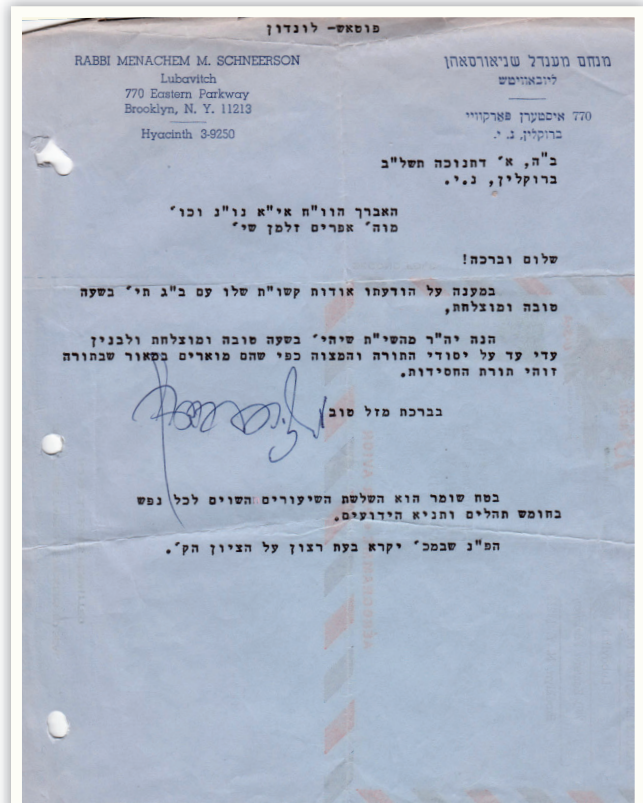 פוטאש- לונדון
RABBI MENACHEM M. SCHNEERSON
Lubavitch
770 Eastern Parkway
Brooklyn, N. Y. 11213
Hyacinth 3-9250
מנחם מענדל שניאורסאהן
ליובאוויטש
770 איסטערן פארקוויי
ברוקלין, נ. י.
ב"ה, א' דחנוכה תשל"ב
ברוקלין, נ.י.
האברך הוו"ח אי"א נו"נ וכו'
מוה' אפרים זלמן שי'
שלום וברכה!
במענה על הודעתו אודות קשו"ת שלו עם ב"ג תי' בשעה
טובה ומוצלחת,
הנה יה"ר מהשי"ת שיהי' בשעה טובה ומוצלחת ולבנין
עדי עד על יסודי התורה והמצוה כפי שהם מוארים במאור שבתורה
זוהי תורת החסידות.
בברכת מזל טוב
בטח שומר הוא השלשת השיעורים השוים לכל נפש
בחומש תהלים ותניא הידועים.
הפ"נ שבמכ' יקרא בעת רצון על הציון הק'.